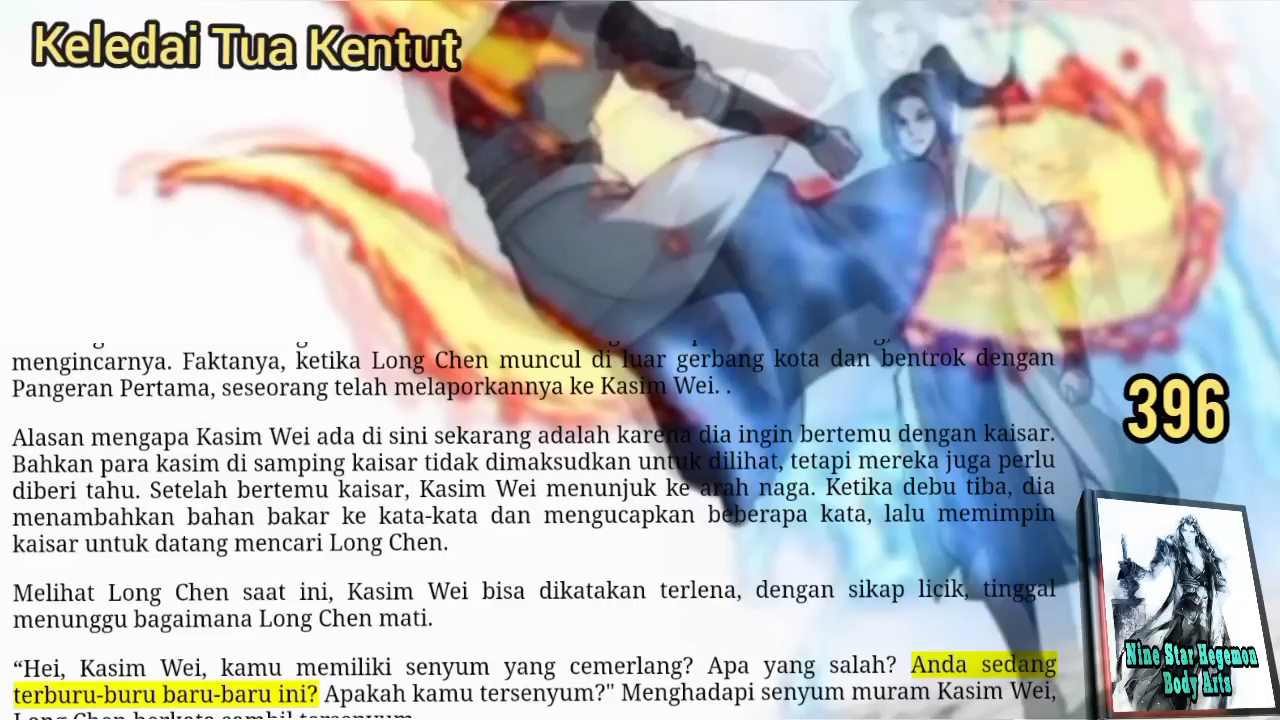 Keledai Tua Kentut
mengincarnya. Faktanya, ketika Long Chen muncul di luar gerbang kota dan bentrok dengan
Pangeran Pertama, seseorang telah melaporkannya ke Kasim Wei. .
Alasan mengapa Kasim Wei ada di sini sekarang adalah karena dia ingin bertemu dengan kaisar.
Bahkan para kasim di samping kaisar tidak dimaksudkan untuk dilihat, tetapi mereka juga perlu
diberi tahu. Setelah bertemu kaisar, Kasim Wei menunjuk ke arah naga. Ketika debu tiba, dia
menambahkan bahan bakar ke kata-kata dan mengucapkan beberapa kata, lalu memimpin
kaisar untuk datang mencari Long Chen.
Melihat Long Chen saat ini, Kasim Wei bisa dikatakan terlena, dengan sikap licik, tinggal
menunggu bagaimana Long Chen mati.
“Hei, Kasim Wei, kamu memiliki senyum yang cemerlang? Apa yang salah? Anda sedang
terburu-buru baru-baru ini? Apakah kamu tersenyum?" Menghadapi senyum muram Kasim Wei,
Long Chen berkata sambil tersenyum
396
Nine Star Hegemon
Body Arts